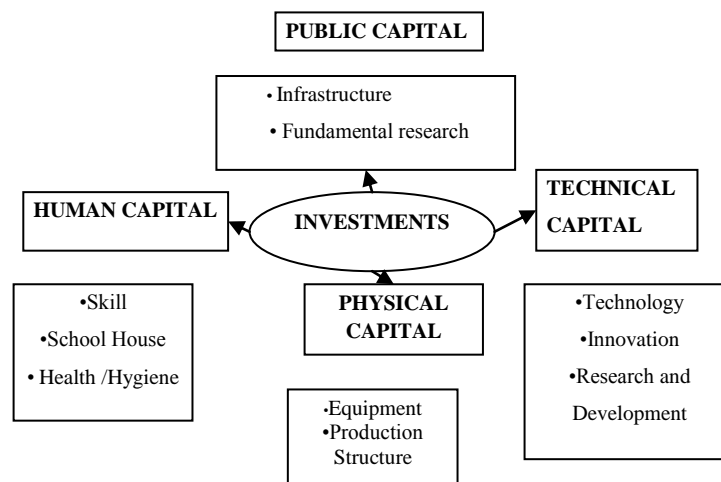 PUBLIC CAPITAL
• Infrastructure
• Fundamental research
HUMAN CAPITAL
INVESTMENTS
TECHNICAL
CAPITAL
•Skill
•School House
• Health /Hygiene
PHYSICAL
CAPITAL
•Technology
•Innovation
•Research and
Development
•Equipment
•Production
Structure